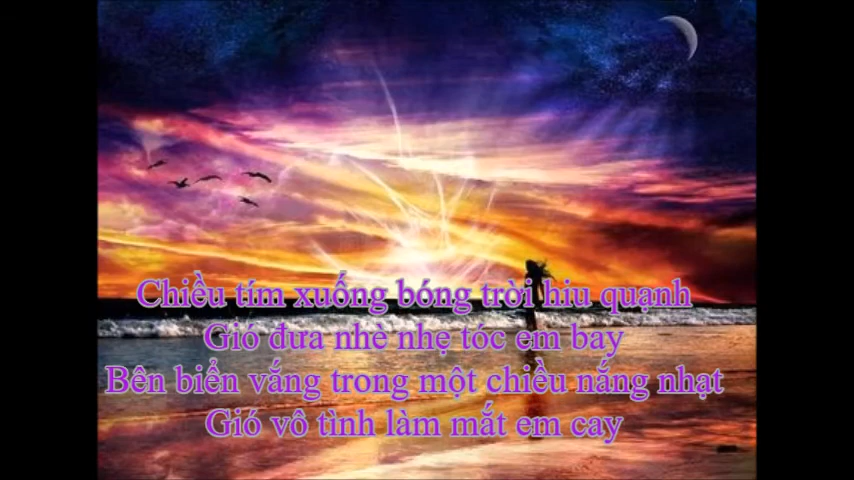 Chiều tím xuống bóng trời hiu quạnh
Gió đưa nhè nhẹ tóc em bay
Bên biển vắng trong một chiều nắng nhạt
Gió vô tình làm mắt em cay